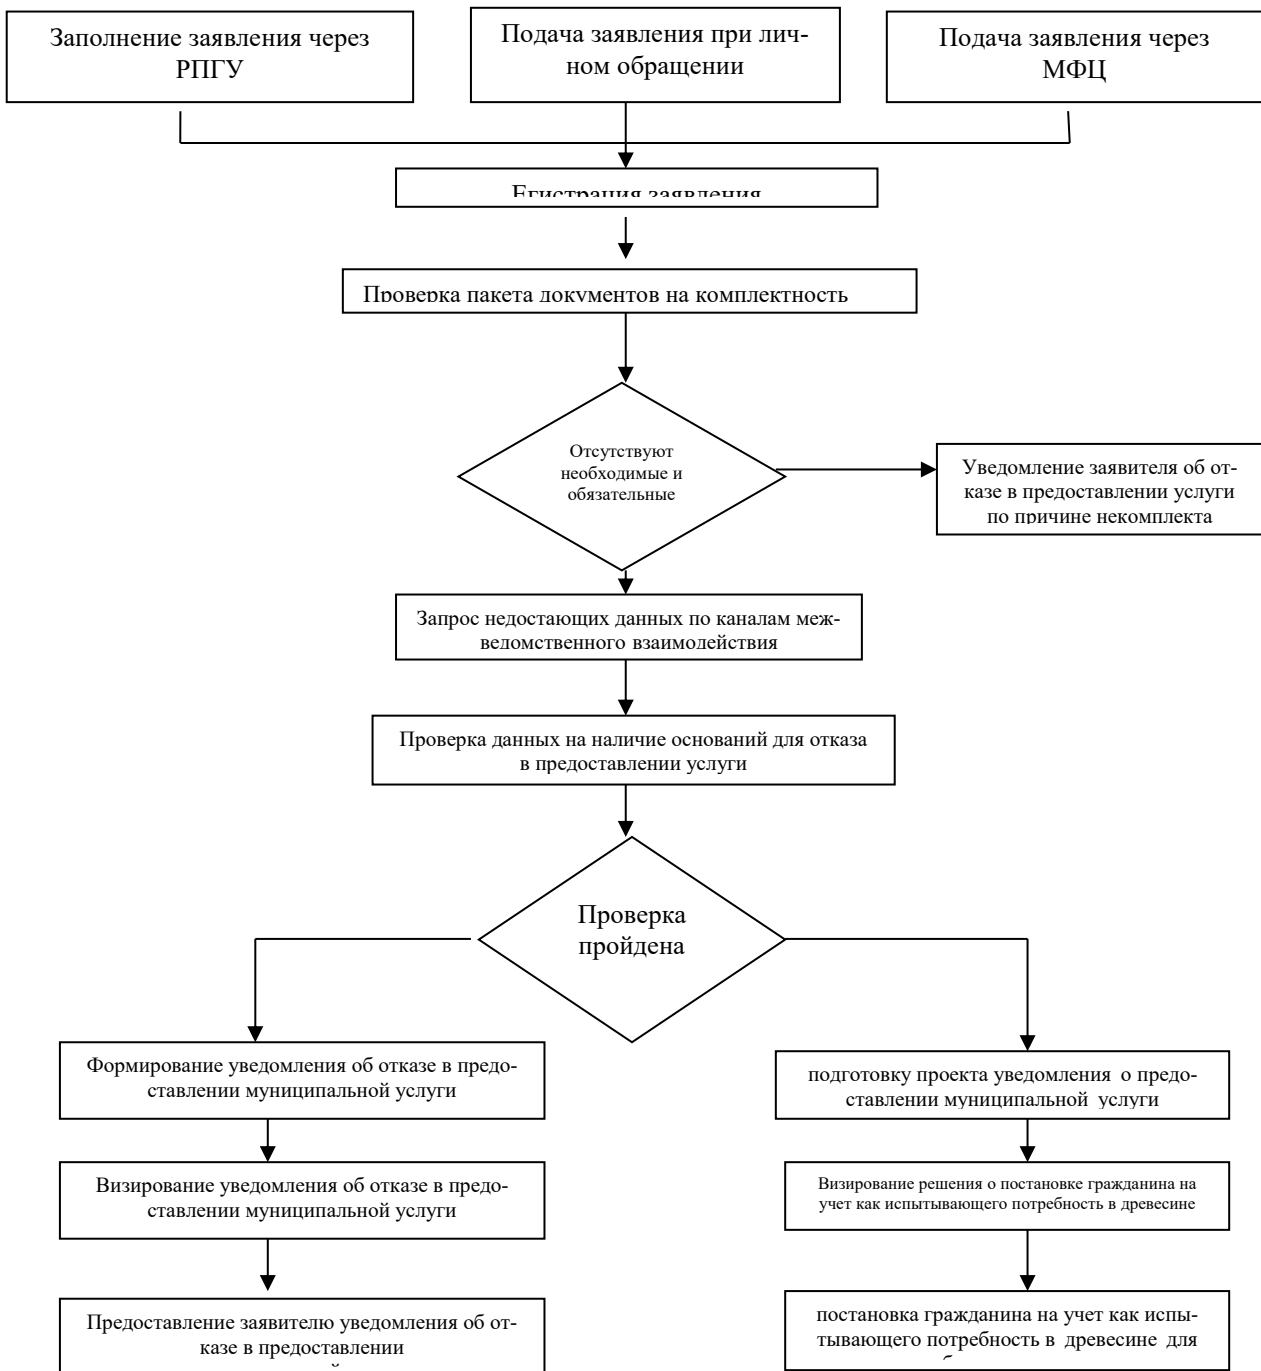 Заполнение заявления через
РПГУ
Подача заявления при лич-
ном обращении
Подача заявления через
МФЦ
Егистрация заявления
Проверка пакета документов на комплектность
Отсутствуют
необходимые и
обязательные
Уведомление заявителя об от-
казе в предоставлении услуги
по причине некомплекта
Запрос недостающих данных по каналам меж-
ведомственного взаимодействия
Проверка данных на наличие оснований для отказа
в предоставлении услуги
Проверка
пройдена
Формирование уведомления об отказе в предо-
ставлении муниципальной услуги
подготовку проекта уведомления о предо-
ставлении муниципальной услуги
Визирование уведомления об отказе в предо-
ставлении муниципальной услуги
Визирование решения о постановке гражданина на
учет как испытывающего потребность в древесине
Предоставление заявителю уведомления об от-
казе в предоставлении
постановка гражданина на учет как испы-
тывающего потребность в древесине для